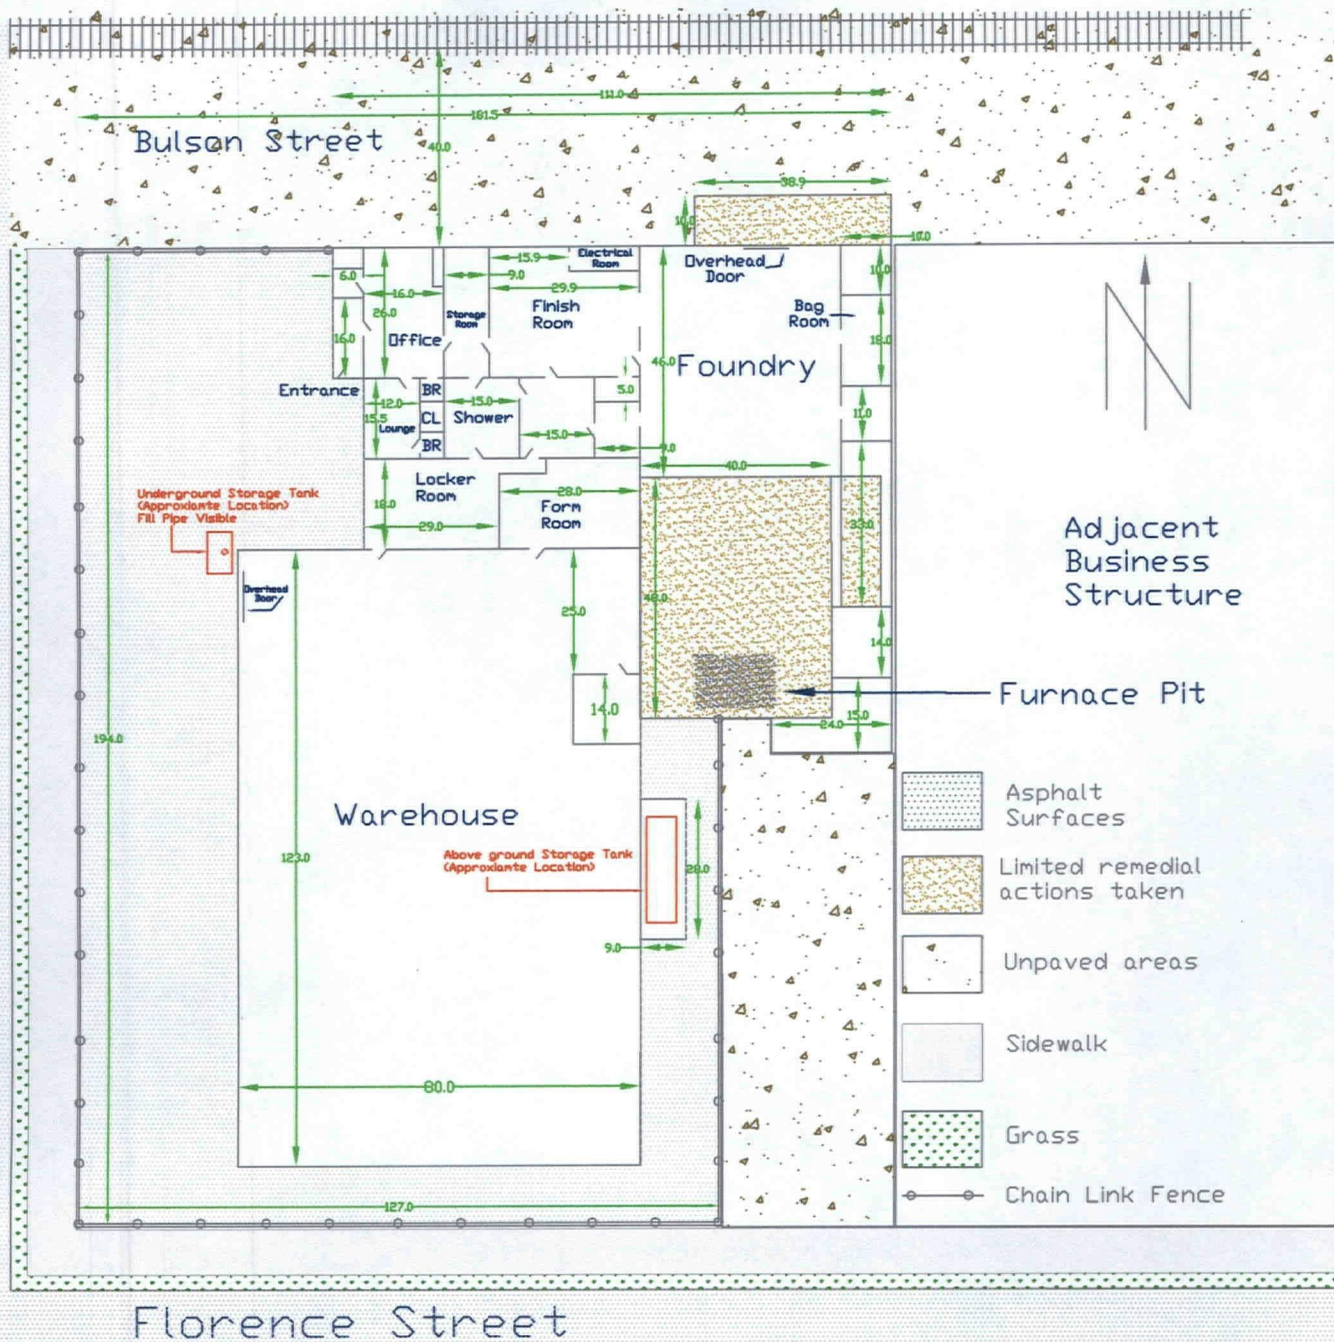 111.0
161.5
Bulson Street
40.0
38.9
10.0
10.0
Electrical
Room
15.9
9.0
6.0
16.0
29.9
26.0
Storage
Room
Finish
Room
Office
16.0
Overhead
Door
10.0
Bag
Room
18.0
46.0
Foundry
Entrance
BR
12.0
15.0
5.0
11.0
15.5
CL
Shower
Lounge
BR
15.0
9.0
40.0
Locker
Room
18.0
28.0
29.0
Form
Room
33.0
Underground Storage Tank
(Approxiamte Location)
Fill Pipe Visible
Adjacent
Business
Structure
Overhead
Door
25.0
48.0
14.0
Furnace Pit
14.0
24.0
15.0
194.0
Warehouse
Above ground Storage Tank
(Approxiamte Location)
123.0
28.0
9.0
80.0
127.0
Asphalt
Surfaces
Limited remedial
actions taken
Unpaved areas
Sidewalk
Grass
Chain Link Fence
Florence Street